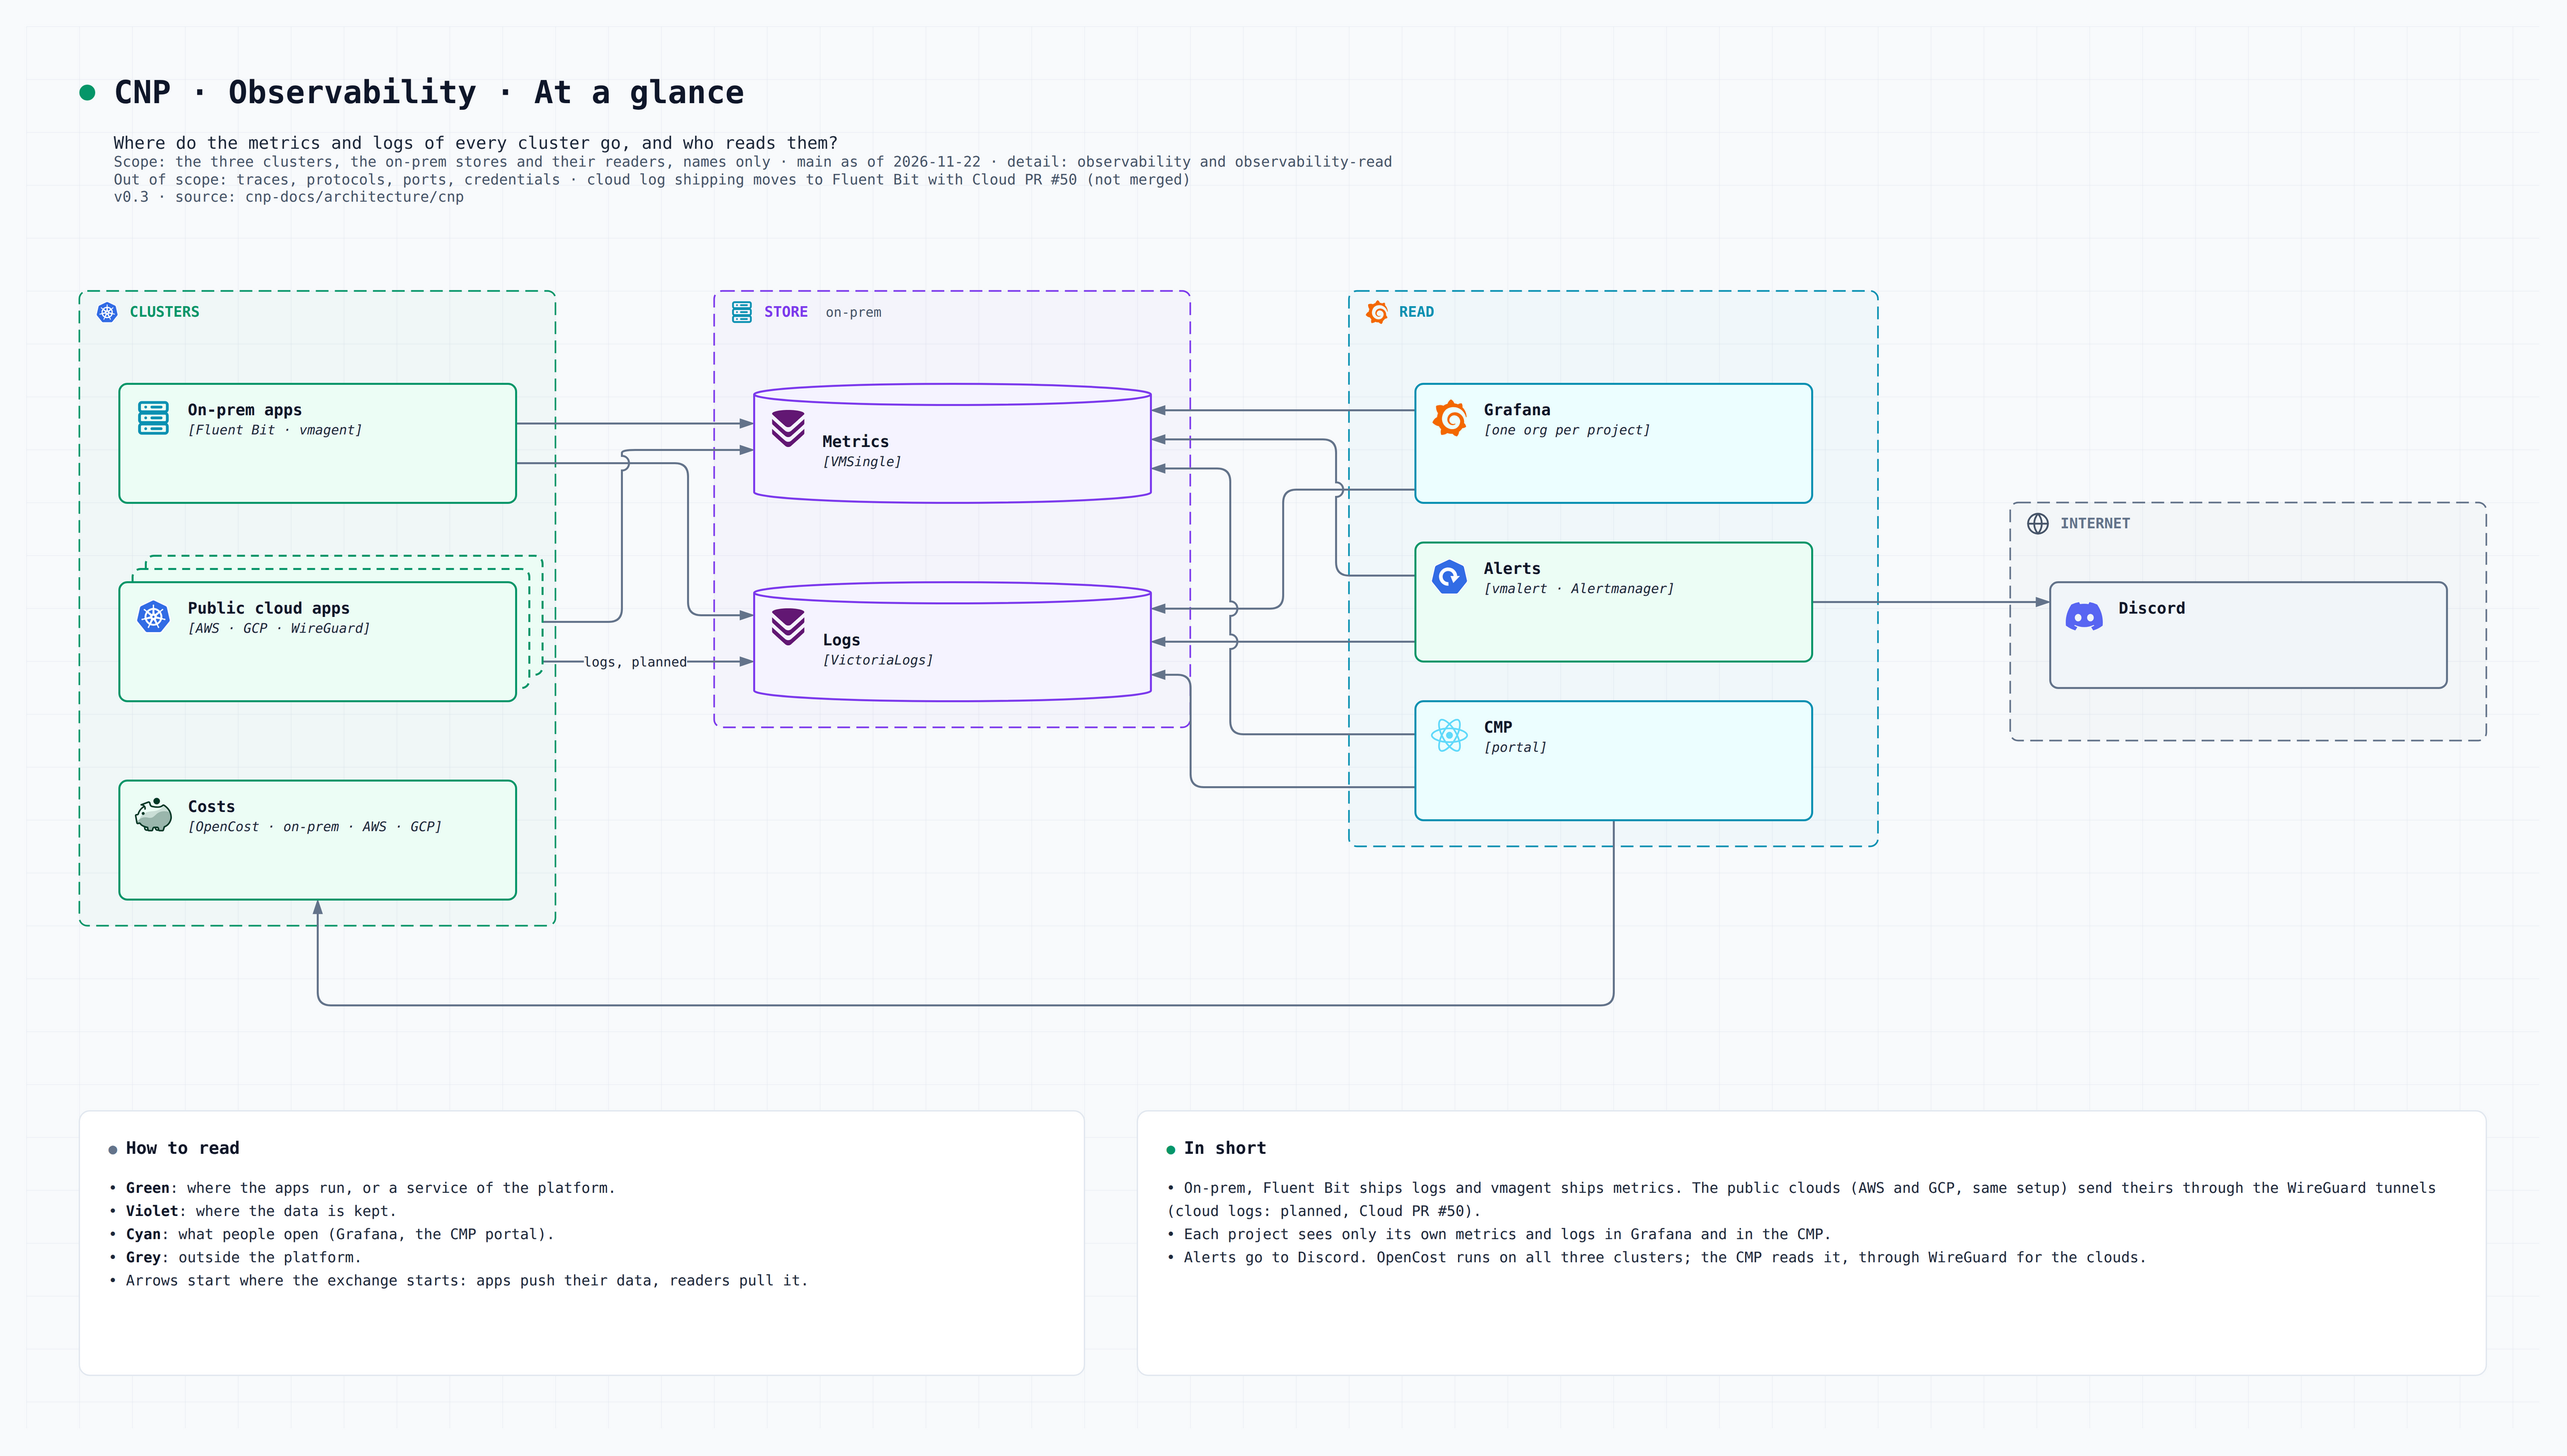 CNP · Observability · At a glance
Where do the metrics and logs of every cluster go, and who reads them?
Scope: the three clusters, the on-prem stores and their readers, names only · main as of 2026-11-22 · detail: observability and observability-read
Out of scope: traces, protocols, ports, credentials · cloud log shipping moves to Fluent Bit with Cloud PR #50 (not merged)
v0.3 · source: cnp-docs/architecture/cnp
CLUSTERS
On-prem apps
[Fluent Bit · vmagent]
Public cloud apps
[AWS · GCP · WireGuard]
Costs
[OpenCost · on-prem · AWS · GCP]
logs, planned
STORE on-prem
Metrics
[VMSingle]
Logs
[VictoriaLogs]
READ
Grafana
[one org per project]
Alerts
[vmalert · Alertmanager]
CMP
[portal]
INTERNET
Discord
How to read
• Green: where the apps run, or a service of the platform.
• Violet: where the data is kept.
• Cyan: what people open (Grafana, the CMP portal).
• Grey: outside the platform.
• Arrows start where the exchange starts: apps push their data, readers pull it.
In short
• On-prem, Fluent Bit ships logs and vmagent ships metrics. The public clouds (AWS and GCP, same setup) send theirs through the WireGuard tunnels
(cloud logs: planned, Cloud PR #50).
• Each project sees only its own metrics and logs in Grafana and in the CMP.
• Alerts go to Discord. OpenCost runs on all three clusters; the CMP reads it, through WireGuard for the clouds.